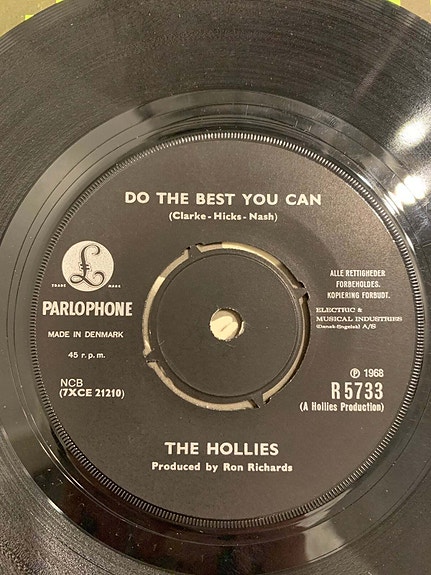 DO THE BEST YOU CAN
(Clarke - Hicks - Nash)
£
TRADE MARK
PARLOPHONE
MADE IN DENMARK
45 r.p.m.
NCB
(7XCE 21210)
ALLE RETTIGHEDER
FORBEHOLDES.
KOPIERING FORBUDT.
ELECTRIC &
MUSICAL INDUSTRIES
(Dansk-Engelsk) A/S
Ⓟ 1968
R 5733
(A Hollies Production)
THE HOLLIES
Produced by Ron Richards